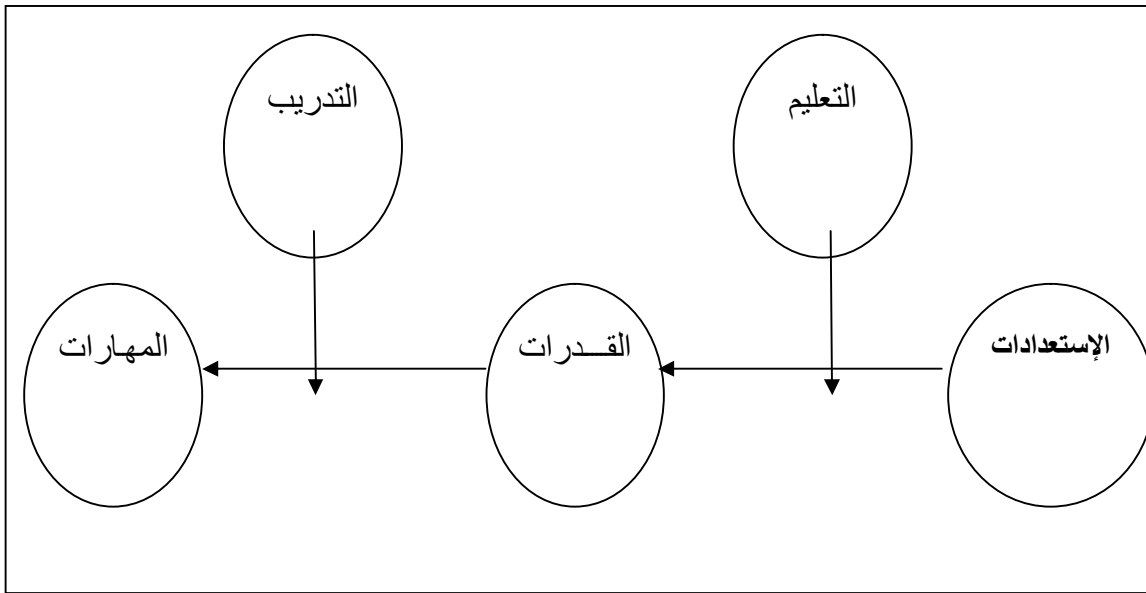 التعليم
التدريب
الإستعدادات
القــدرات
المهارات